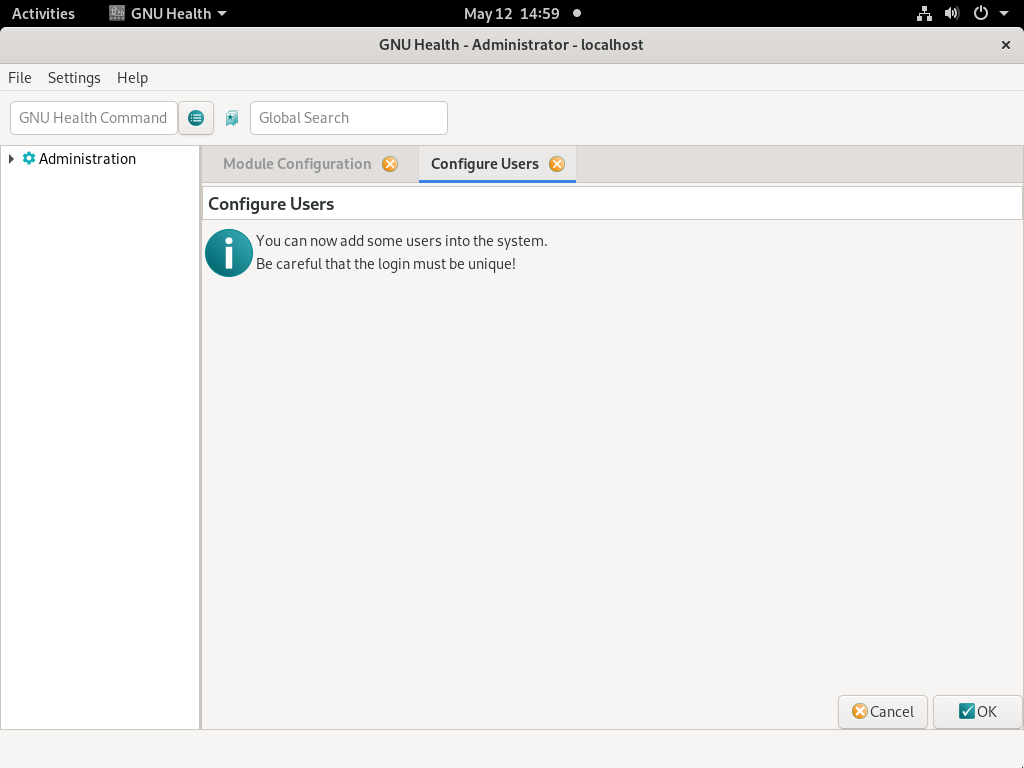 Activities GNU Health May 12 14:59
GNU Health - Administrator - localhost
File Settings Help
GNU Health Command Global Search
Administration
Module Configuration Configure Users
Configure Users
You can now add some users into the system.
Be careful that the login must be unique!
Cancel OK